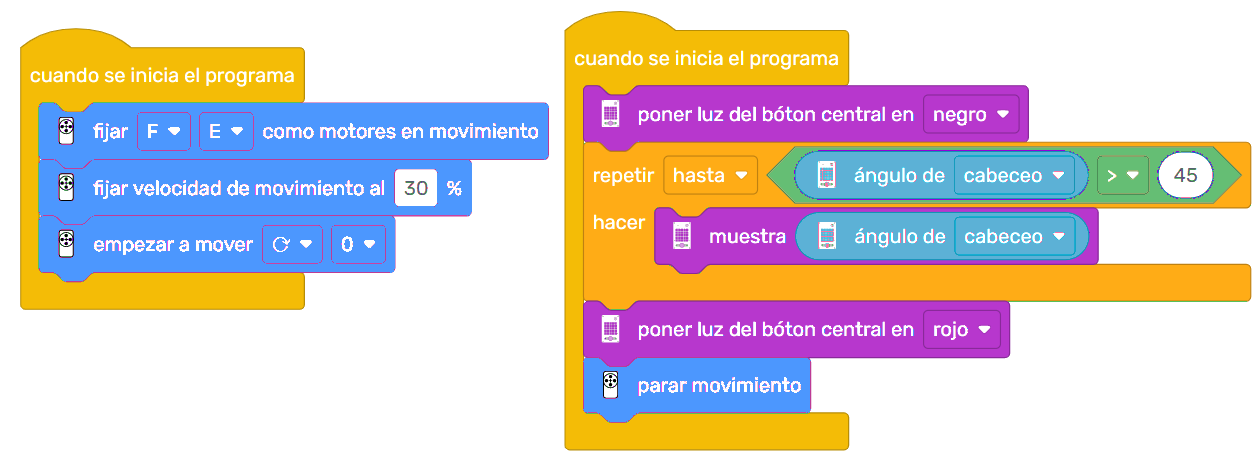 cuando se inicia el programa
fijar F E como motores en movimiento
fijar velocidad de movimiento al 30 %
empezar a mover 0
cuando se inicia el programa
poner luz del bóton central en negro
repetir hasta ángulo de cabeceo > 45
hacer muestra ángulo de cabeceo
poner luz del bóton central en rojo
parar movimiento